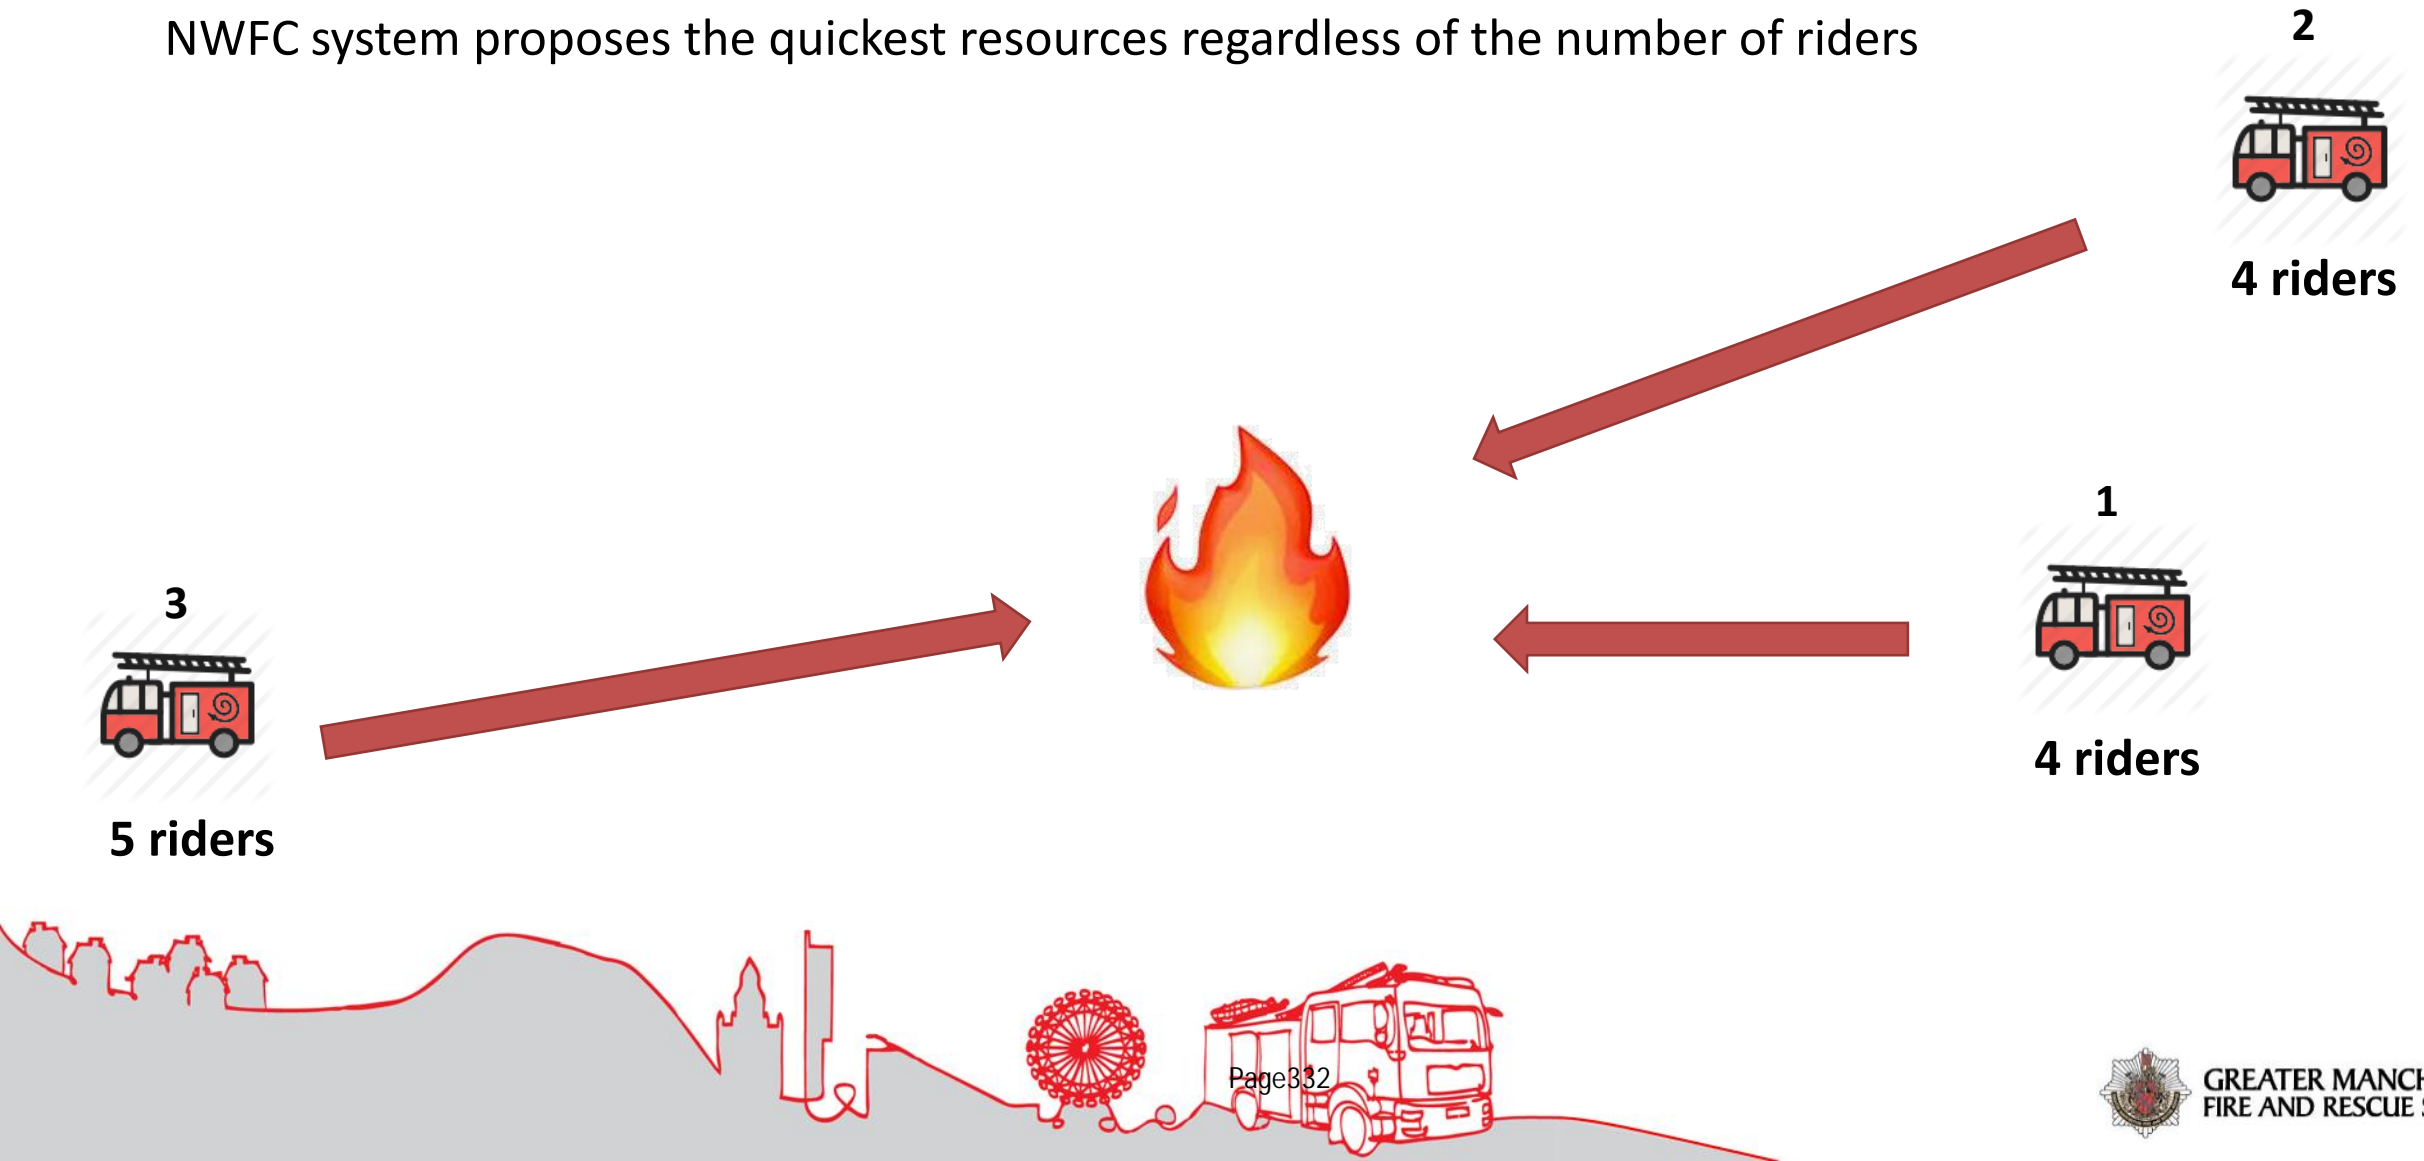 NWFC system proposes the quickest resources regardless of the number of riders
2
4 riders
1
4 riders
3
5 riders
Page332
GREATER MANCH
FIRE AND RESCUE S